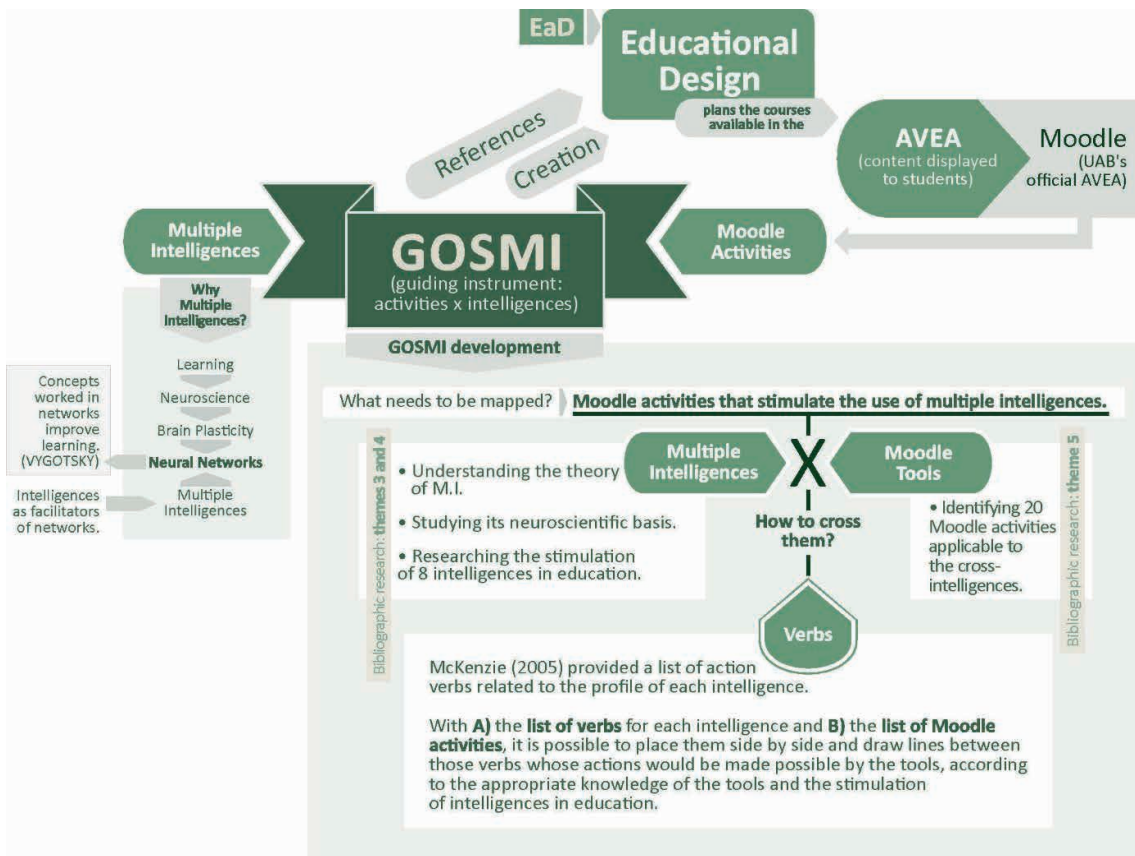 EaD
Educational
Design
plans the courses
available in the
AVEA
(content displayed
to students)
Moodle
(UAB's
official AVEA)
References
Creation
Multiple
Intelligences
GOSMI
(guiding instrument:
activities x intelligences)
Moodle
Activities
Why
Multiple
Intelligences?
Learning
Neuroscience
Brain Plasticity
Neural Networks
Multiple
Intelligences
Concepts
worked in
networks
improve
learning.
(VYGOTSKY)
Intelligences
as facilitators
of networks.
GOSMI development
What needs to be mapped?
Moodle activities that stimulate the use of multiple intelligences.
Bibliographic research: themes 3 and 4
• Understanding the theory
of M.I.
• Studying its neuroscientific basis.
• Researching the stimulation
of 8 intelligences in education.
Multiple
Intelligences
X
Moodle
Tools
How to cross
them?
• Identifying 20
Moodle activities
applicable to
the cross-
intelligences.
Bibliographic research: theme 5
Verbs
McKenzie (2005) provided a list of action
verbs related to the profile of each intelligence.
With A) the list of verbs for each intelligence and B) the list of Moodle
activities, it is possible to place them side by side and draw lines between
those verbs whose actions would be made possible by the tools, according
to the appropriate knowledge of the tools and the stimulation
of intelligences in education.